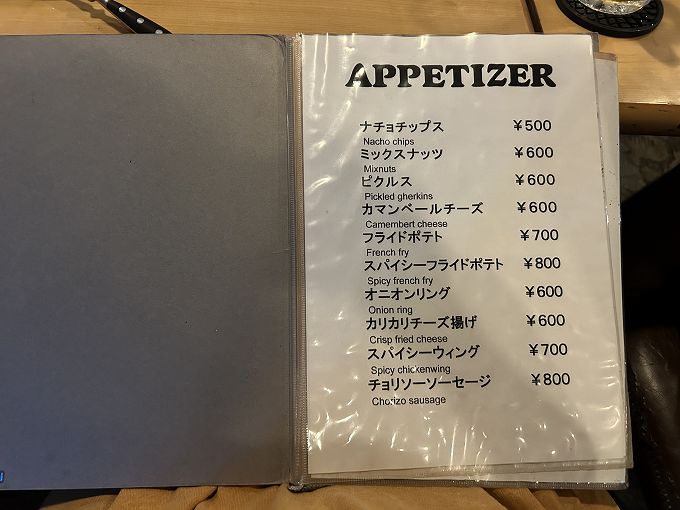 APPETIZER
ナチョチップス ￥500
Nacho chips
ミックスナッツ ￥600
Mixnuts
ピクルス ￥600
Pickled gherkins
カマンベールチーズ ￥600
Camembert cheese
フライドポテト ￥700
French fry
スパイシーフライドポテト ￥800
Spicy french fry
オニオンリング ￥600
Onion ring
カリカリチーズ揚げ ￥600
Crisp fried cheese
スパイシーウィング ￥700
Spicy chickenwing
チョリソーソーセージ ￥800
Chorizo sausage